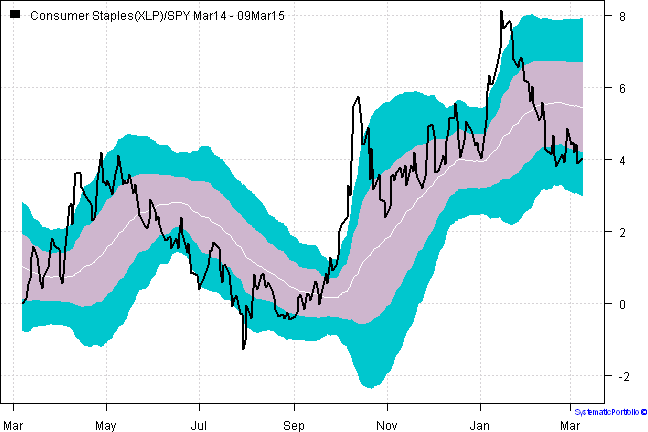 Consumer Staples(XLP)/SPY Mar14 - 09Mar15
8
6
4
2
0
-2
Mar May Jul Sep Nov Jan Mar
SystematicPortfolio ©